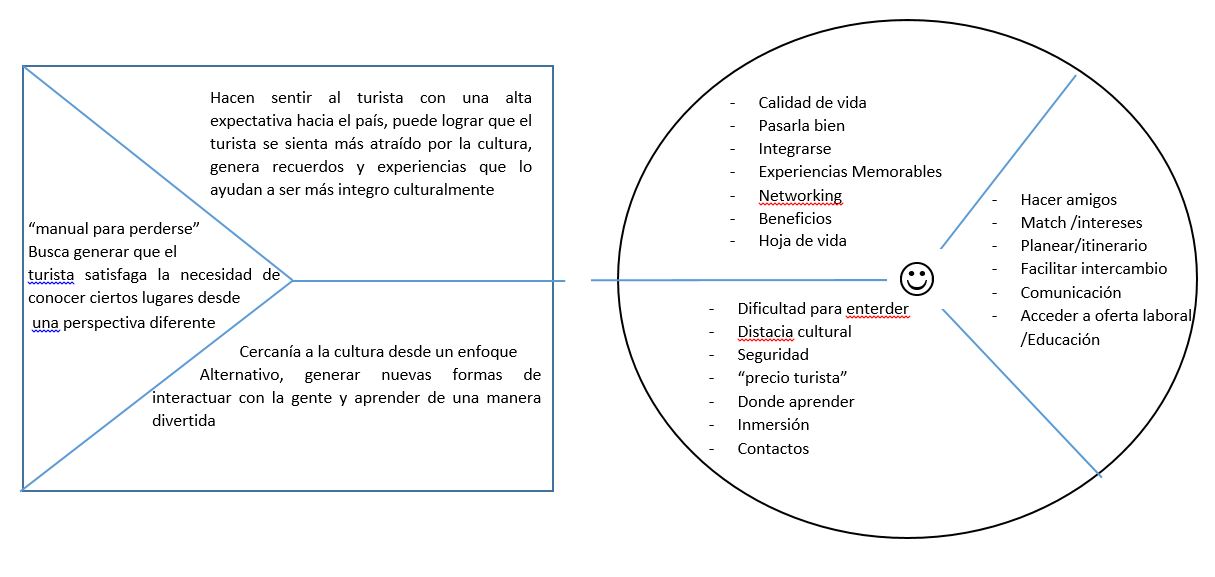 Hacen sentir al turista con una alta
expectativa hacia el país, puede lograr que el
turista se sienta más atraído por la cultura,
genera recuerdos y experiencias que lo
ayudan a ser más integro culturalmente
“manual para perderse”
Busca generar que el
turista satisfaga la necesidad de
conocer ciertos lugares desde
una perspectiva diferente
Cercanía a la cultura desde un enfoque
Alternativo, generar nuevas formas de
interactuar con la gente y aprender de una manera
divertida
- Calidad de vida
- Pasarla bien
- Integrarse
- Experiencias Memorables
- Networking
- Beneficios
- Hoja de vida
- Hacer amigos
- Match /intereses
- Planear/itinerario
- Facilitar intercambio
- Comunicación
- Acceder a oferta laboral
/Educación
- Dificultad para enterder
- Distacia cultural
- Seguridad
- “precio turista”
- Donde aprender
- Inmersión
- Contactos